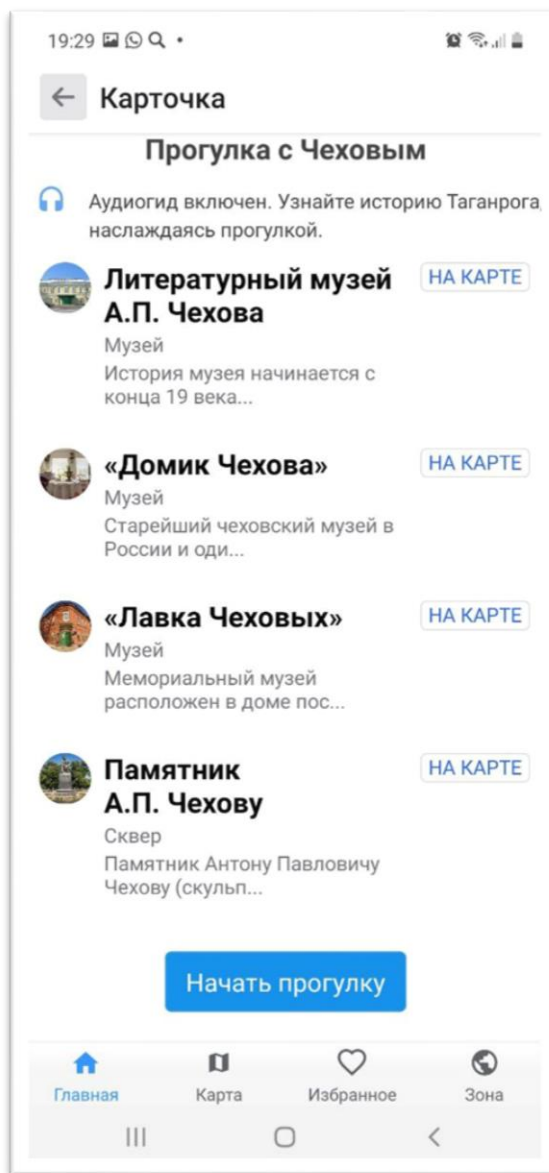 19:29
Карточка
Прогулка с Чеховым
Аудиогид включен. Узнайте историю Таганрога,
наслаждаясь прогулкой.
Литературный музей
А.П. Чехова
НА КАРТЕ
Музей
История музея начинается с
конца 19 века...
«Домик Чехова»
НА КАРТЕ
Музей
Старейший чеховский музей в
России и оди...
«Лавка Чеховых»
НА КАРТЕ
Музей
Мемориальный музей
расположен в доме пос...
Памятник
А.П. Чехову
НА КАРТЕ
Сквер
Памятник Антону Павловичу
Чехову (скульп...
Начать прогулку
Главная Карта Избранное Зона